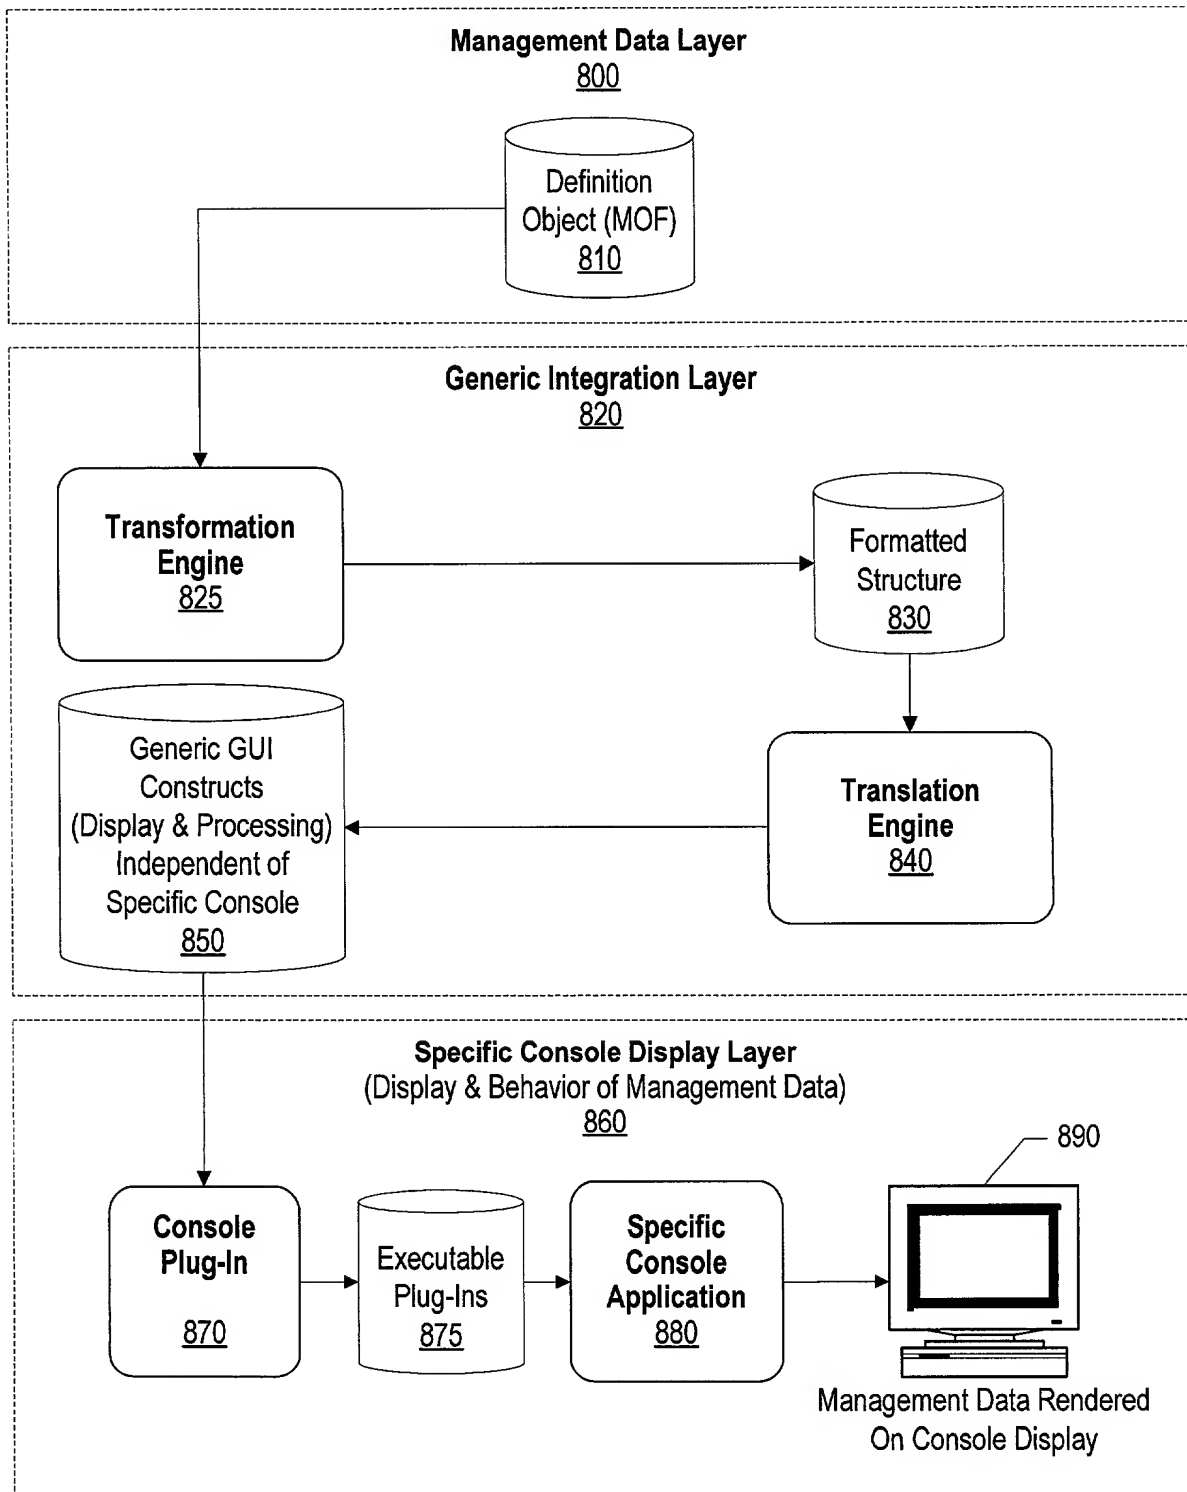 Management Data Layer
800
Definition
Object (MOF)
810
Generic Integration Layer
820
Transformation
Engine
825
Formatted
Structure
830
Generic GUI
Constructs
(Display & Processing)
Independent of
Specific Console
850
Translation
Engine
840
Specific Console Display Layer
(Display & Behavior of Management Data)
860
890
Console
Plug-In
870
Executable
Plug-Ins
875
Specific
Console
Application
880
Management Data Rendered
On Console Display